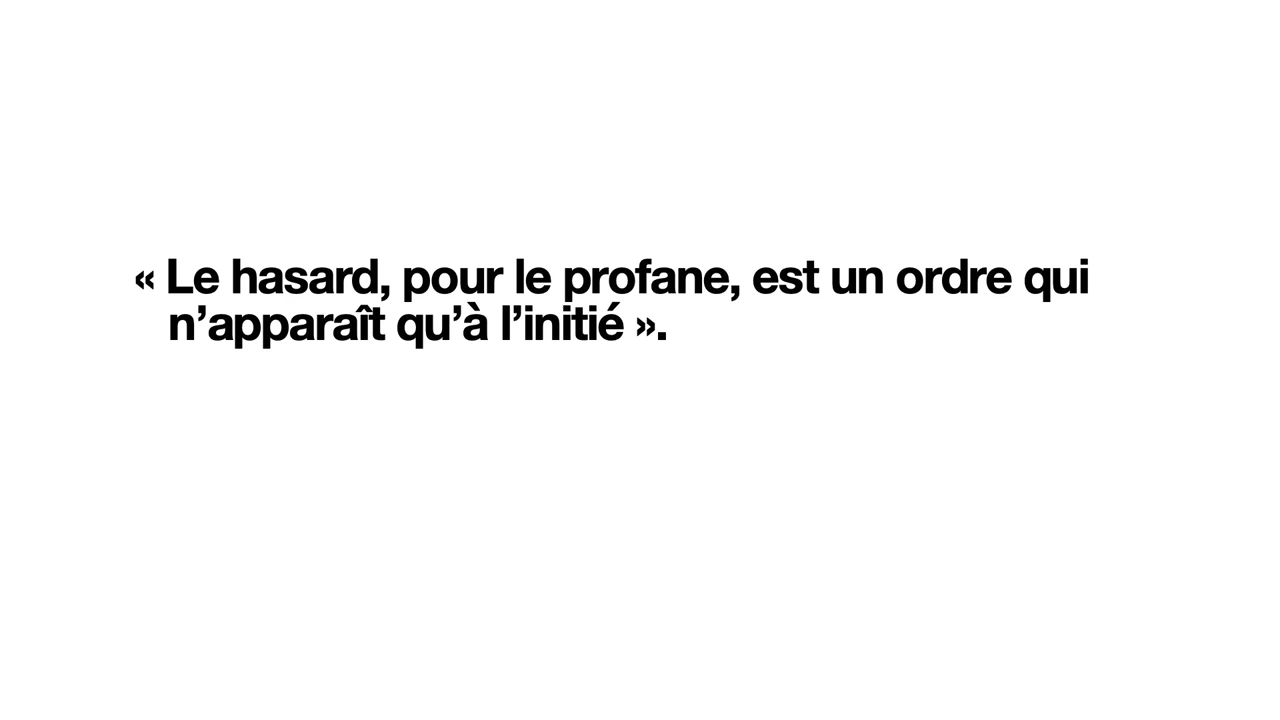 « Le hasard, pour le profane, est un ordre qui
n’apparaît qu’à l’initié ».